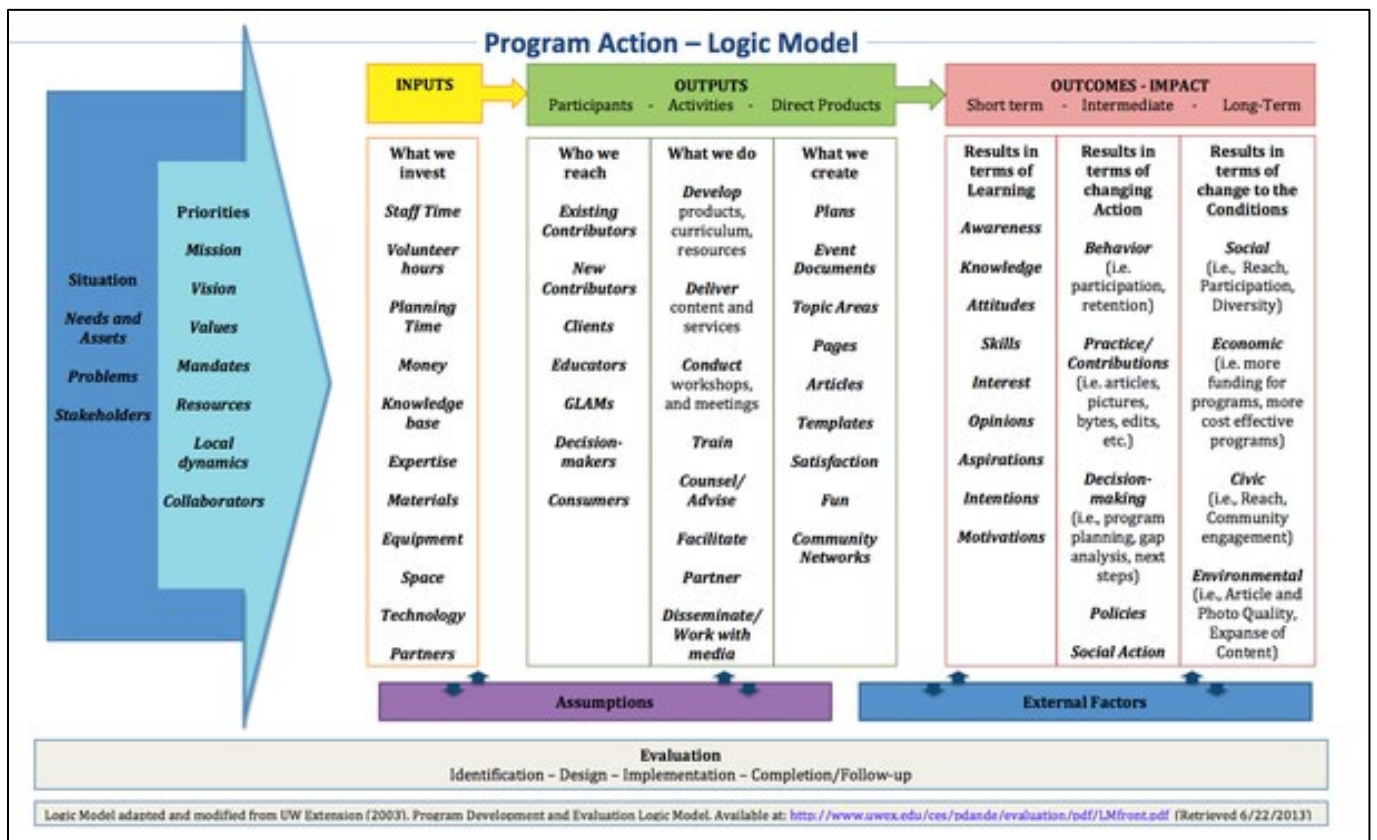 Program Action – Logic Model
Situation
Needs and
Assets
Problems
Stakeholders
Priorities
Mission
Vision
Values
Mandates
Resources
Local
dynamics
Collaborators
INPUTS
What we
invest
Staff Time
Volunteer
hours
Planning
Time
Money
Knowledge
base
Expertise
Materials
Equipment
Space
Technology
Partners
OUTPUTS
Participants - Activities - Direct Products
Who we
reach
Existing
Contributors
New
Contributors
Clients
Educators
GLAMs
Decision-
makers
Consumers
What we do
Develop
products,
curriculum,
resources
Deliver
content and
services
Conduct
workshops,
and meetings
Train
Counsel/
Advise
Facilitate
Partner
Disseminate/
Work with
media
What we
create
Plans
Event
Documents
Topic Areas
Pages
Articles
Templates
Satisfaction
Fun
Community
Networks
OUTCOMES - IMPACT
Short term - Intermediate - Long-Term
Results in
terms of
Learning
Awareness
Knowledge
Attitudes
Skills
Interest
Opinions
Aspirations
Intentions
Motivations
Results in
terms of
changing
Action
Behavior
(i.e.
participation,
retention)
Practice/
Contributions
(i.e. articles,
pictures,
bytes, edits,
etc.)
Decision-
making
(i.e., program
planning, gap
analysis, next
steps)
Policies
Social Action
Results in
terms of
change to the
Conditions
Social
(i.e., Reach,
Participation,
Diversity)
Economic
(i.e. more
funding for
programs, more
cost effective
programs)
Civic
(i.e., Reach,
Community
engagement)
Environmental
(i.e., Article and
Photo Quality,
Expanse of
Content)
Assumptions
External Factors
Evaluation
Identification – Design – Implementation – Completion/Follow-up
Logic Model adapted and modified from UW Extension (2003). Program Development and Evaluation Logic Model. Available at: http://www.uwex.edu/ces/pdande/evaluation/pdf/LMfront.pdf (Retrieved 6/22/2013)